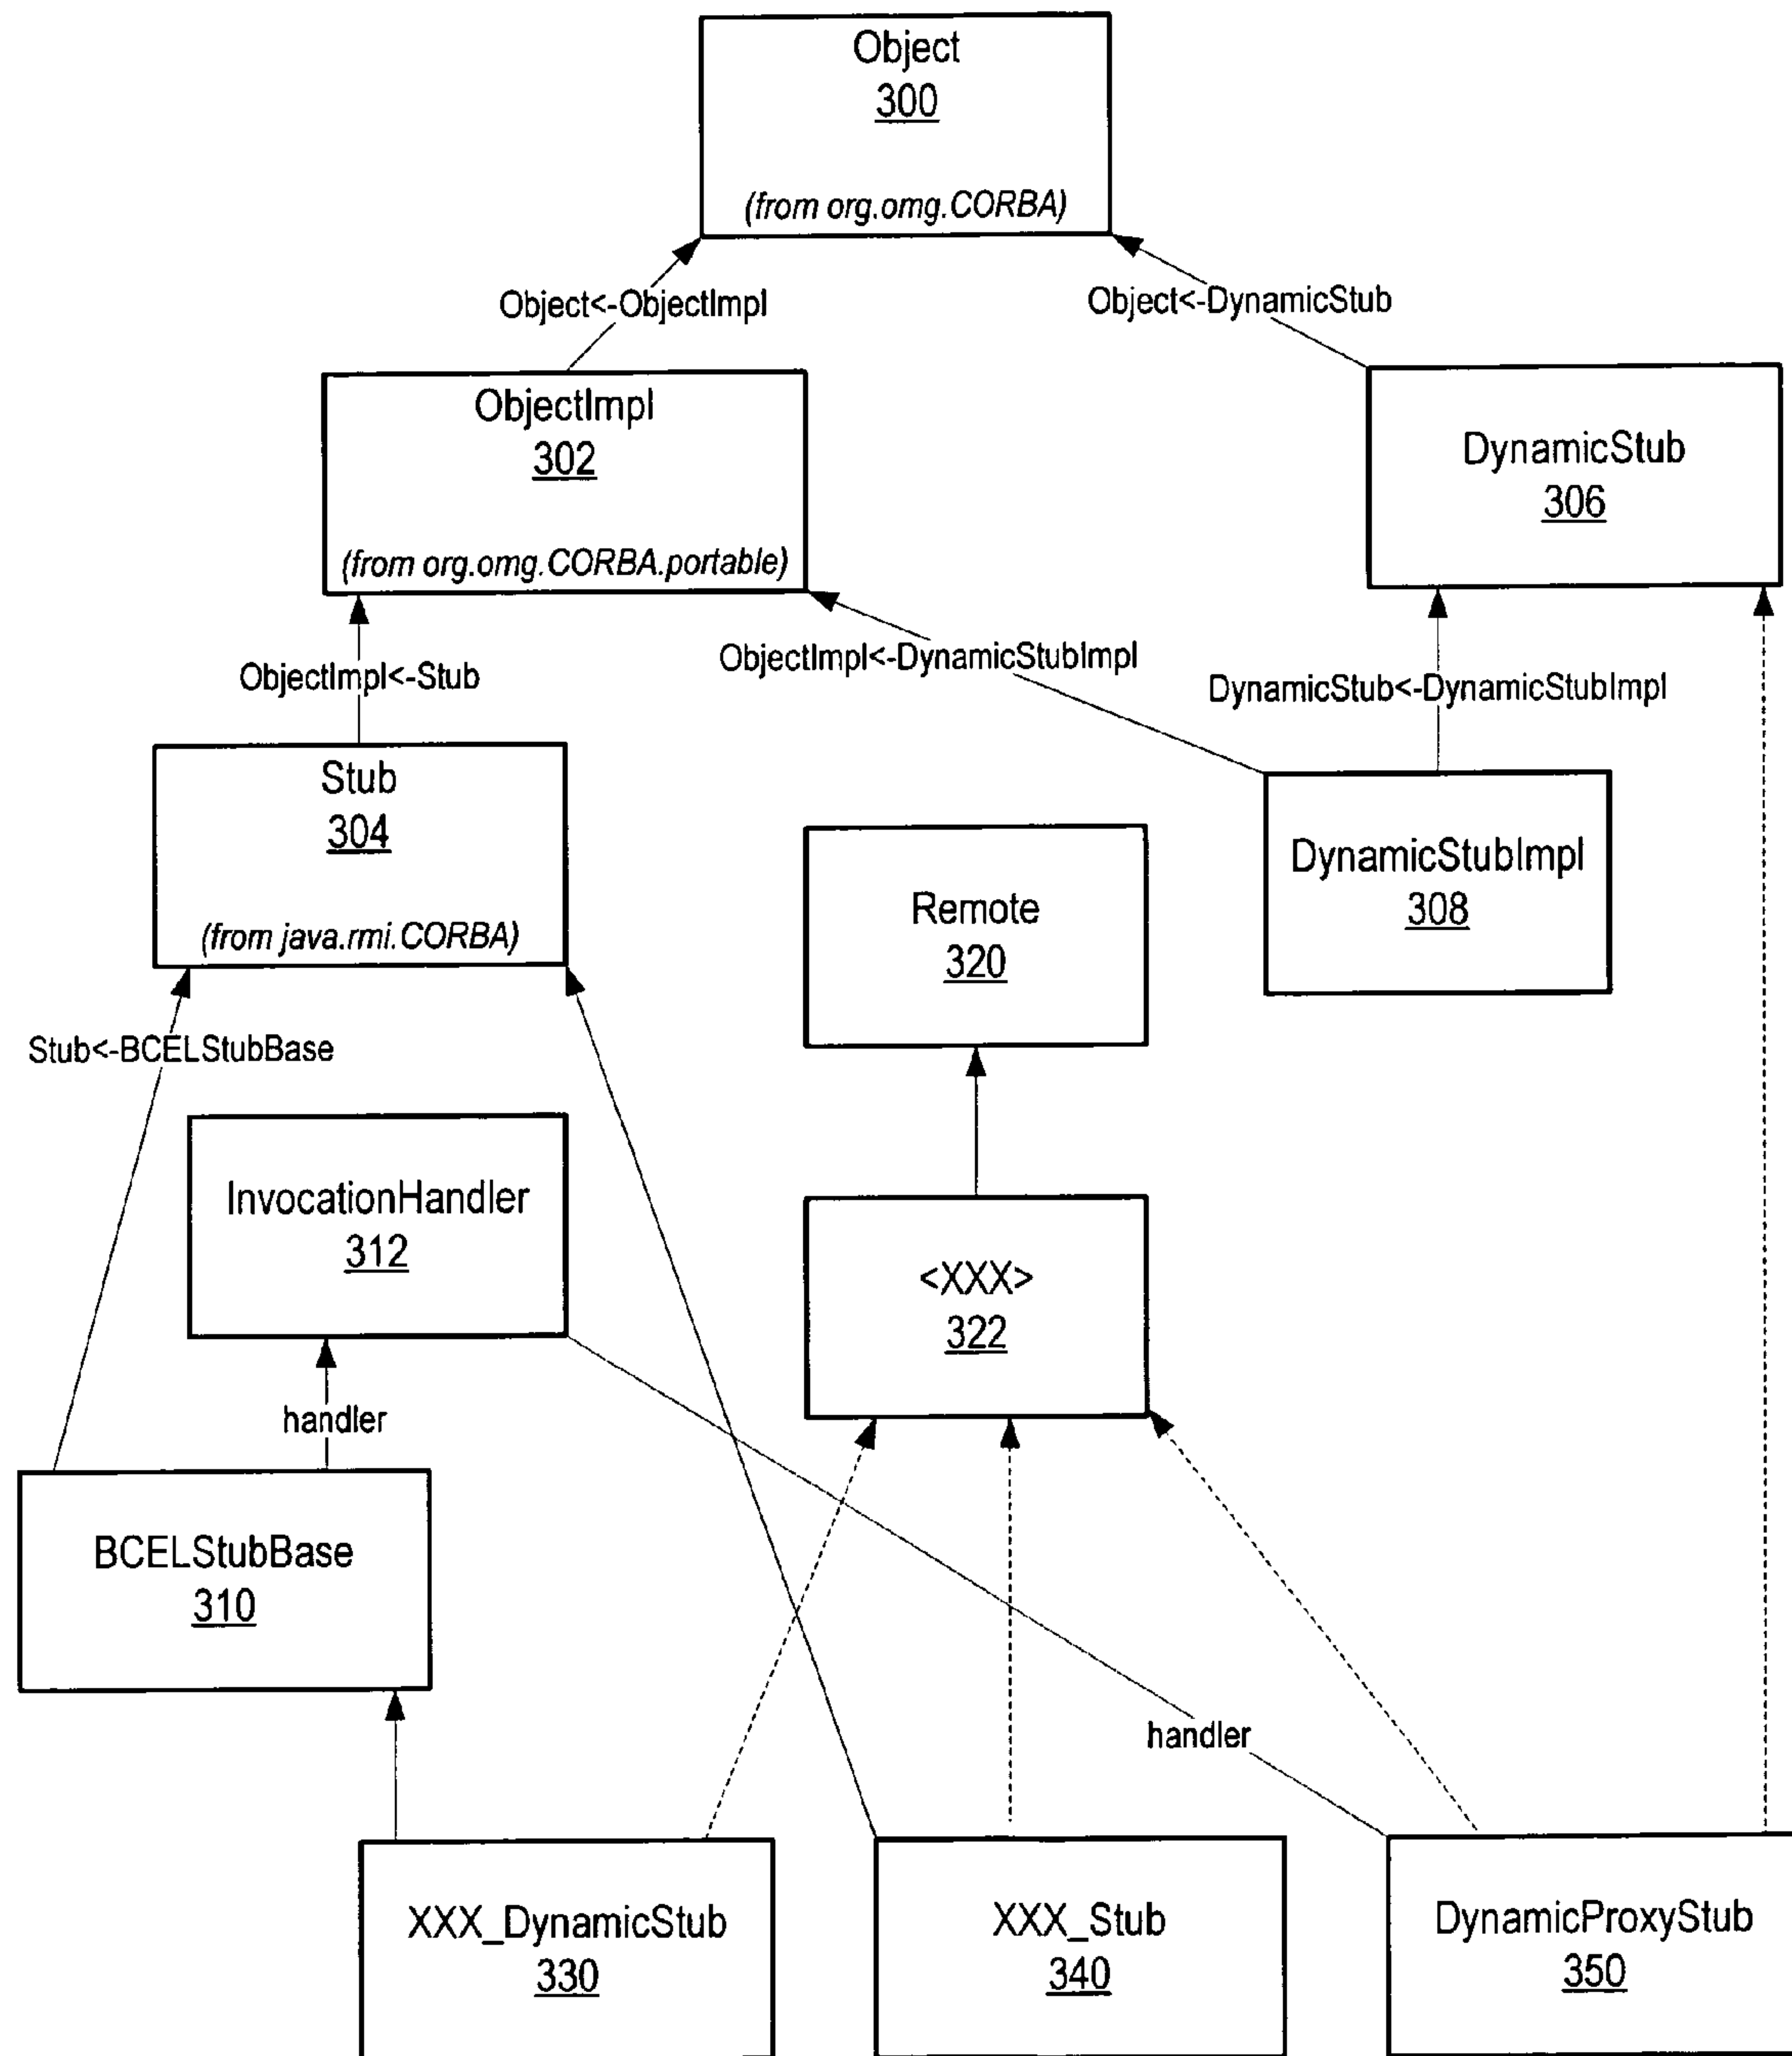 Object
300
(from org.omg.CORBA)
Object<-ObjectImpl
Object<-DynamicStub
ObjectImpl
302
(from org.omg.CORBA.portable)
DynamicStub
306
ObjectImpl<-Stub
ObjectImpl<-DynamicStubImpl
DynamicStub<-DynamicStubImpl
Stub
304
(from java.rmi.CORBA)
Remote
320
DynamicStubImpl
308
Stub<-BCELStubBase
InvocationHandler
312
<XXX>
322
handler
BCELStubBase
310
handler
XXX_DynamicStub
330
XXX_Stub
340
DynamicProxyStub
350